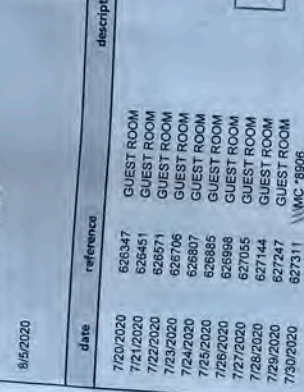 8/5/2020
date reference descript
7/20/2020 626347 GUEST ROOM
7/21/2020 626451 GUEST ROOM
7/22/2020 626571 GUEST ROOM
7/23/2020 626706 GUEST ROOM
7/24/2020 626807 GUEST ROOM
7/25/2020 626885 GUEST ROOM
7/26/2020 626998 GUEST ROOM
7/27/2020 627055 GUEST ROOM
7/28/2020 627144 GUEST ROOM
7/29/2020 627247 GUEST ROOM
7/30/2020 627311 MC *8906